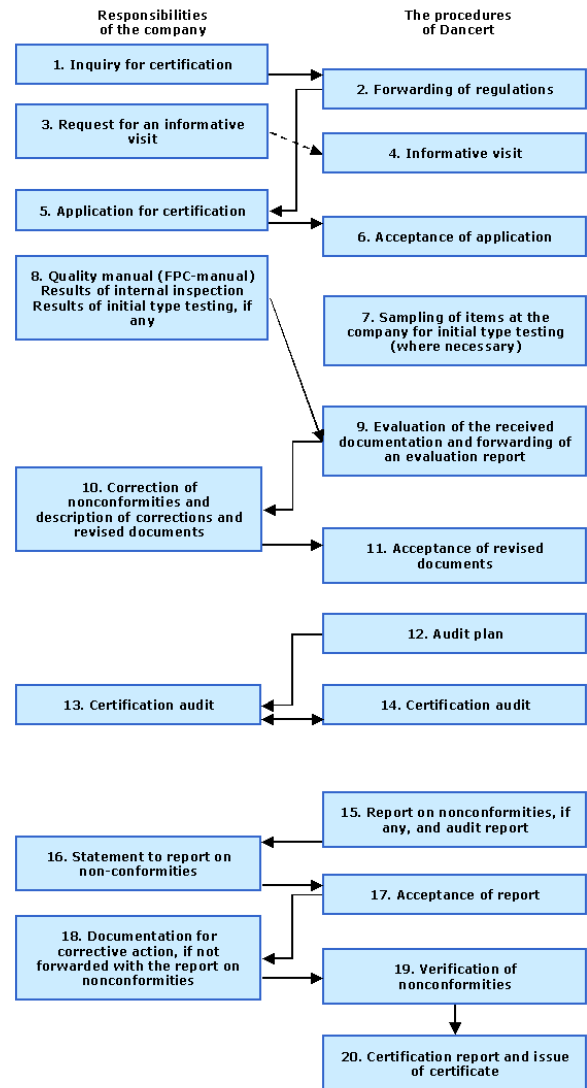 Responsibilities
of the company
The procedures
of Dancert
1. Inquiry for certification
2. Forwarding of regulations
3. Request for an informative
visit
4. Informative visit
5. Application for certification
6. Acceptance of application
8. Quality manual (FPC-manual)
Results of internal inspection
Results of initial type testing, if
any
7. Sampling of items at the
company for initial type testing
(where necessary)
9. Evaluation of the received
documentation and forwarding of
an evaluation report
10. Correction of
nonconformities and
description of corrections and
revised documents
11. Acceptance of revised
documents
12. Audit plan
13. Certification audit
14. Certification audit
15. Report on nonconformities, if
any, and audit report
16. Statement to report on
non-conformities
17. Acceptance of report
18. Documentation for
corrective action, if not
forwarded with the report on
nonconformities
19. Verification of
nonconformities
20. Certification report and issue
of certificate